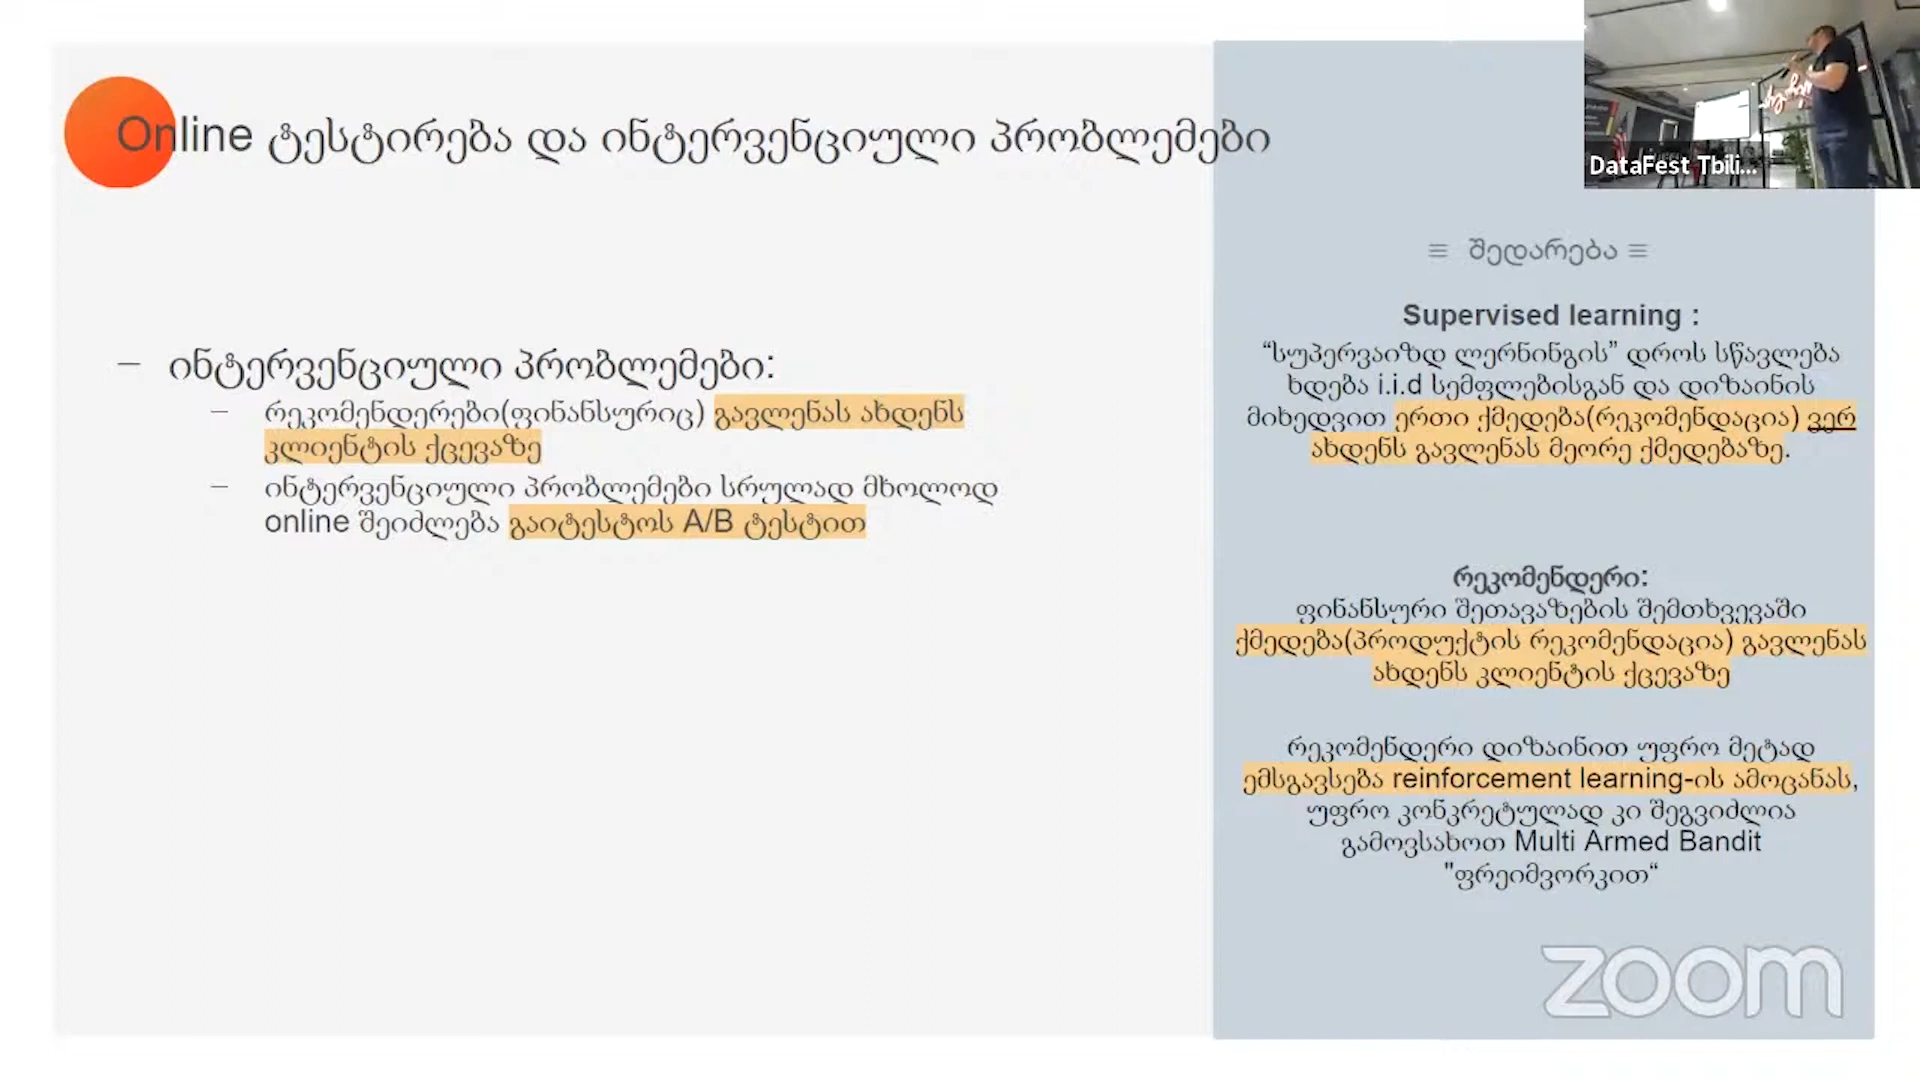 Online ტესტირება და ინტერვენციული პრობლემები
– ინტერვენციული პრობლემები:
– რეკომენდერები(ფინანსურიც) გავლენას ახდენს
კლიენტის ქცევაზე
– ინტერვენციული პრობლემები სრულად მხოლოდ
online შეიძლება გაიტესტოს A/B ტესტით
DataFest Tbili...
≡ შედარება ≡
Supervised learning :
“სუპერვაიზდ ლერნინგის” დროს სწავლება
ხდება i.i.d სემფლებისგან და დიზაინის
მიხედვით ერთი ქმედება(რეკომენდაცია) ვერ
ახდენს გავლენას მეორე ქმედებაზე.
რეკომენდერი:
ფინანსური შეთავაზების შემთხვევაში
ქმედება(პროდუქტის რეკომენდაცია) გავლენას
ახდენს კლიენტის ქცევაზე
რეკომენდერი დიზაინით უფრო მეტად
ემსგავსება reinforcement learning-ის ამოცანას,
უფრო კონკრეტულად კი შეგვიძლია
გამოვსახოთ Multi Armed Bandit
"ფრეიმვორკით“
zoom